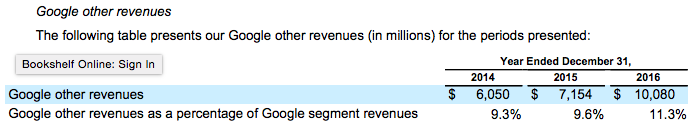 Google other revenues
The following table presents our Google other revenues (in millions) for the periods presented:
Bookshelf Online: Sign In
Year Ended December 31,
2014 2015 2016
Google other revenues $ 6,050 $ 7,154 $ 10,080
Google other revenues as a percentage of Google segment revenues 9.3% 9.6% 11.3%